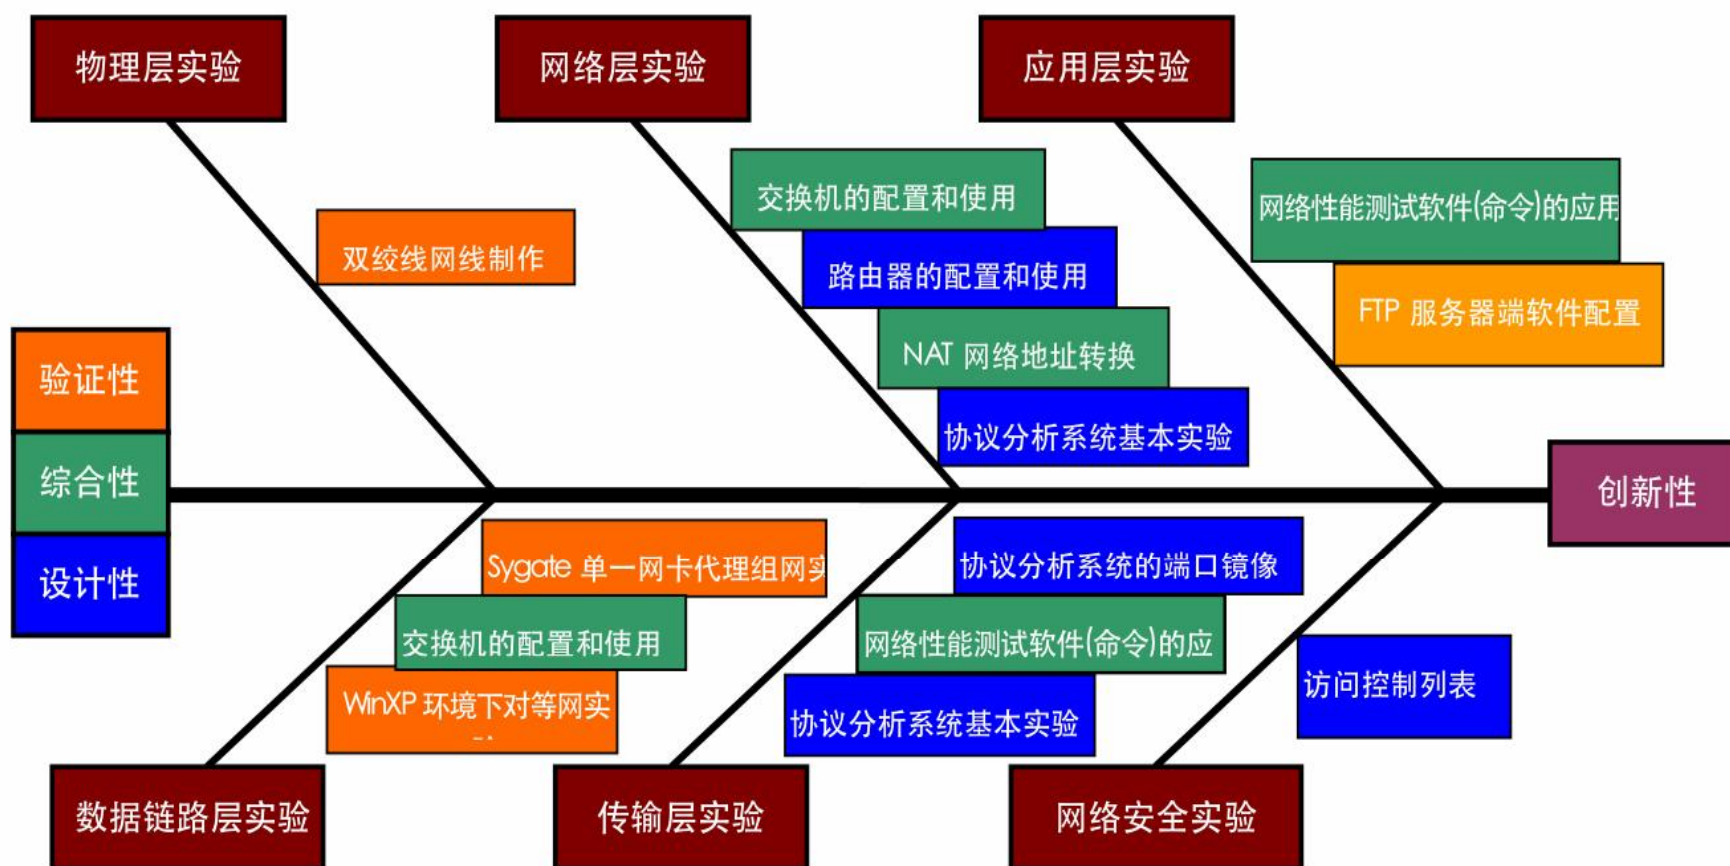 物理层实验
网络层实验
应用层实验
双绞线网线制作
交换机的配置和使用
路由器的配置和使用
NAT 网络地址转换
协议分析系统基本实验
网络性能测试软件(命令)的应用
FTP 服务器端软件配置
验证性
综合性
设计性
创新性
Sygate 单一网卡代理组网实
交换机的配置和使用
WinXP 环境下对等网实
协议分析系统的端口镜像
网络性能测试软件(命令)的应
协议分析系统基本实验
访问控制列表
数据链路层实验
传输层实验
网络安全实验